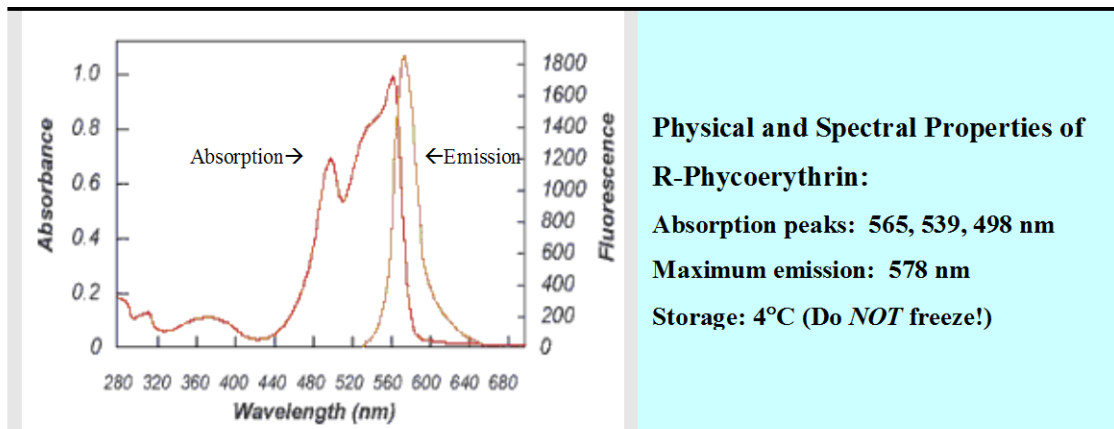 1.0
0.8
0.6
0.4
0.2
0
Absorbance
Absorption→
←Emission
1800
1600
1400
1200
1000
800
600
400
200
0
Fluorescence
280 320 360 400 440 480 520 560 600 640 680
Wavelength (nm)
Physical and Spectral Properties of
R-Phycoerythrin:
Absorption peaks: 565, 539, 498 nm
Maximum emission: 578 nm
Storage: 4°C (Do NOT freeze!)